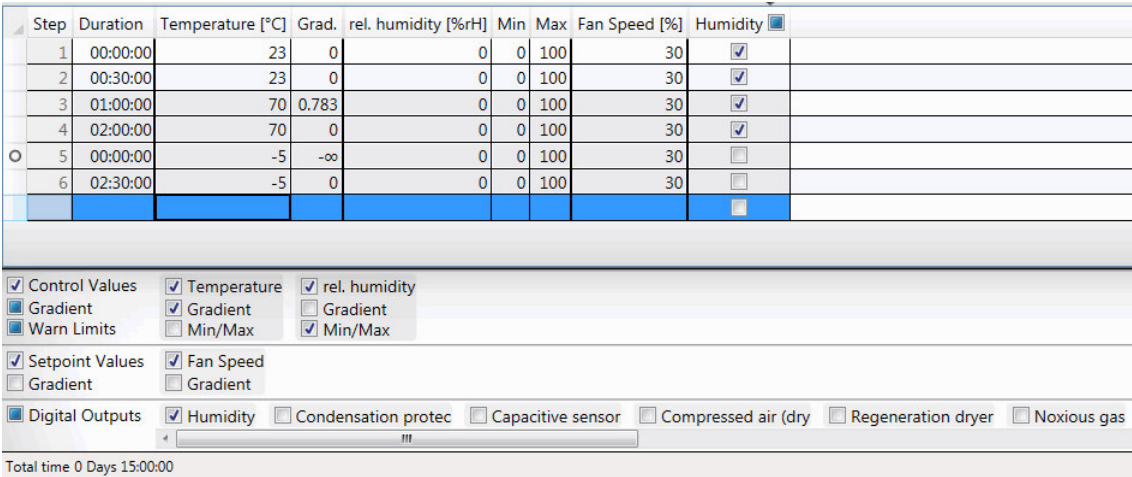 Step Duration Temperature [°C] Grad. rel. humidity [%rH] Min Max Fan Speed [%] Humidity
1 00:00:00 23 0 0 0 100 30
2 00:30:00 23 0 0 0 100 30
3 01:00:00 70 0.783 0 0 100 30
4 02:00:00 70 0 0 0 100 30
5 00:00:00 -5 -∞ 0 0 100 30
6 02:30:00 -5 0 0 0 100 30
Control Values Temperature rel. humidity
Gradient Gradient Gradient
Warn Limits Min/Max Min/Max
Setpoint Values Fan Speed
Gradient Gradient
Digital Outputs Humidity Condensation protec Capacitive sensor Compressed air (dry Regeneration dryer Noxious gas
Total time 0 Days 15:00:00